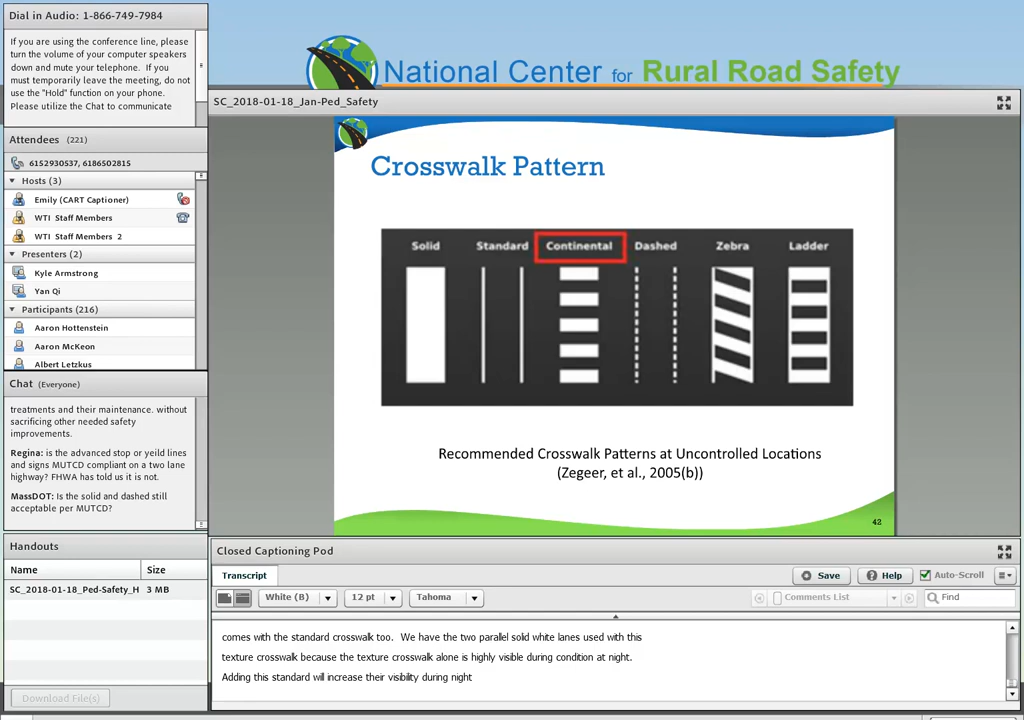 Dial in Audio: 1-866-749-7984
If you are using the conference line, please
turn the volume of your computer speakers
down and mute your telephone. If you
must temporarily leave the meeting, do not
use the "Hold" function on your phone.
Please utilize the Chat to communicate
Attendees (221)
6152930537, 6186502815
Hosts (3)
Emily (CART Captioner)
WTI Staff Members
WTI Staff Members 2
Presenters (2)
Kyle Armstrong
Yan Qi
Participants (216)
Aaron Hottenstein
Aaron McKeon
Albert Letzkus
Chat (Everyone)
treatments and their maintenance. without
sacrificing other needed safety
improvements.
Regina: is the advanced stop or yeild lines
and signs MUTCD compliant on a two lane
highway? FHWA has told us it is not.
MassDOT: Is the solid and dashed still
acceptable per MUTCD?
Handouts
Name Size
SC_2018-01-18_Ped-Safety_H 3 MB
Download File(s)
National Center for Rural Road Safety
SC_2018-01-18_Jan-Ped_Safety
Crosswalk Pattern
Solid Standard Continental Dashed Zebra Ladder
Recommended Crosswalk Patterns at Uncontrolled Locations
(Zegeer, et al., 2005(b))
42
Closed Captioning Pod
Transcript Save Help Auto-Scroll
White (B) 12 pt Tahoma Comments List Find
comes with the standard crosswalk too. We have the two parallel solid white lanes used with this
texture crosswalk because the texture crosswalk alone is highly visible during condition at night.
Adding this standard will increase their visibility during night